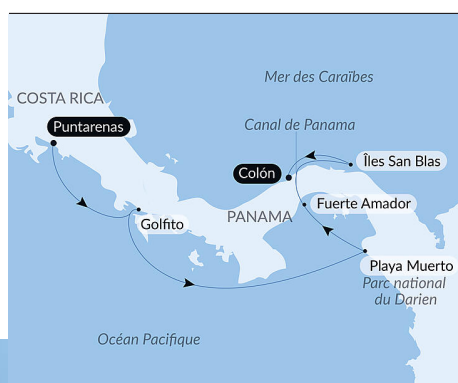 Mer des Caraïbes
COSTA RICA
Puntarenas
Canal de Panama
Îles San Blas
Colón
Fuerte Amador
PANAMA
Golfito
Playa Muerto
Parc national
du Darien
Océan Pacifique